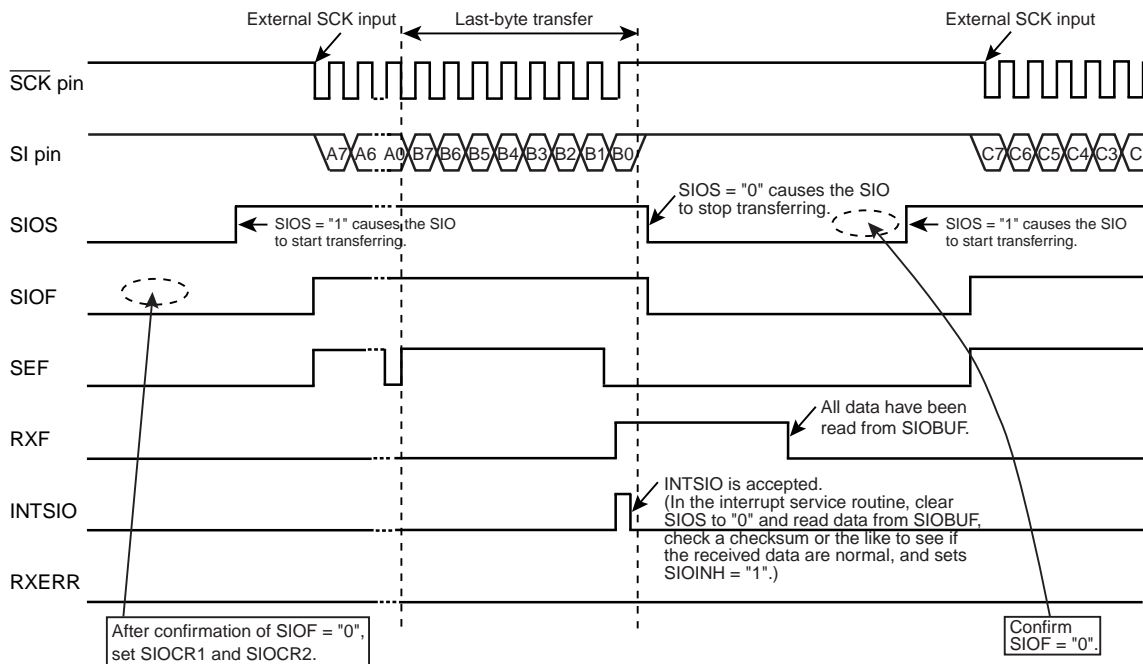 External SCK input
Last-byte transfer
External SCK input
SCK pin
SI pin
A7 A6 A0 B7 B6 B5 B4 B3 B2 B1 B0
C7 C6 C5 C4 C3 C
SIOS
SIOS = "1" causes the SIO
to start transferring.
SIOS = "0" causes the SIO
to stop transferring.
SIOS = "1" causes the SIO
to start transferring.
SIOF
SEF
RXF
All data have been
read from SIOBUF.
INTSIO
INTSIO is accepted.
(In the interrupt service routine, clear
SIOS to "0" and read data from SIOBUF,
check a checksum or the like to see if
the received data are normal, and sets
SIOINH = "1".)
RXERR
After confirmation of SIOF = "0",
set SIOCR1 and SIOCR2.
Confirm
SIOF = "0".